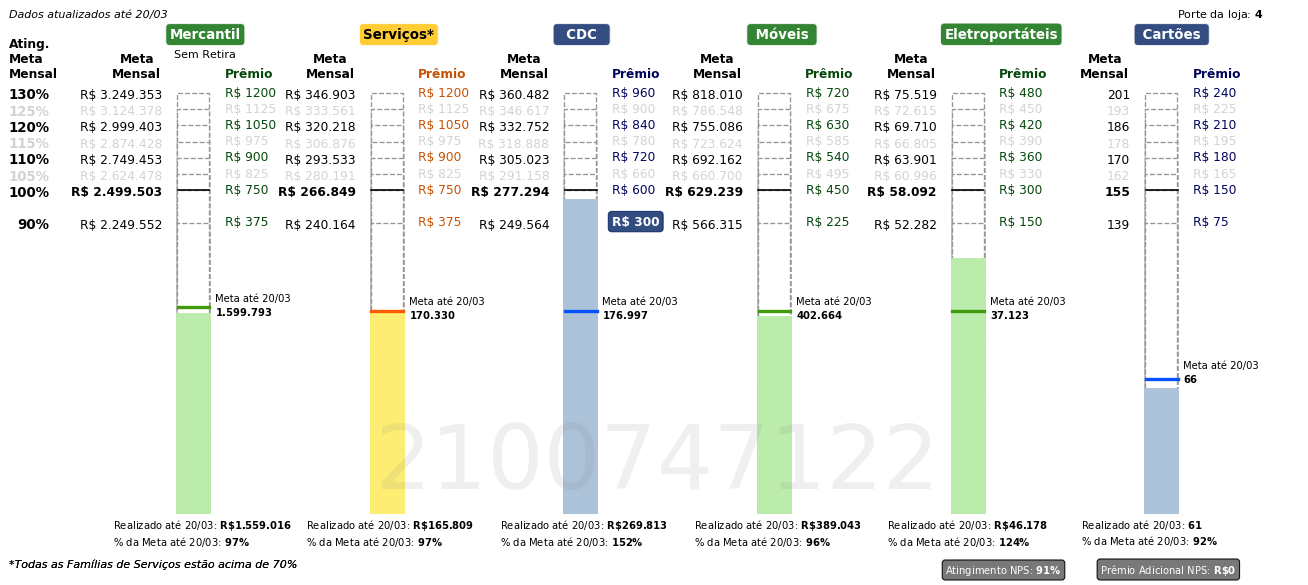 Dados atualizados até 20/03
Porte da loja: 4
Mercantil Serviços* CDC Móveis Eletroportáteis Cartões
Sem Retira
Ating. Meta Mensal
Meta Mensal Prêmio Meta Mensal Prêmio Meta Mensal Prêmio Meta Mensal Prêmio Meta Mensal Prêmio Meta Mensal Prêmio
130% R$ 3.249.353 R$ 1200 R$ 346.903 R$ 1200 R$ 360.482 R$ 960 R$ 818.010 R$ 720 R$ 75.519 R$ 480 201 R$ 240
125% R$ 3.124.378 R$ 1125 R$ 333.561 R$ 1125 R$ 346.617 R$ 900 R$ 786.548 R$ 675 R$ 72.615 R$ 450 193 R$ 225
120% R$ 2.999.403 R$ 1050 R$ 320.218 R$ 1050 R$ 332.752 R$ 840 R$ 755.086 R$ 630 R$ 69.710 R$ 420 186 R$ 210
115% R$ 2.874.428 R$ 975 R$ 306.876 R$ 975 R$ 318.888 R$ 780 R$ 723.624 R$ 585 R$ 66.805 R$ 390 178 R$ 195
110% R$ 2.749.453 R$ 900 R$ 293.533 R$ 900 R$ 305.023 R$ 720 R$ 692.162 R$ 540 R$ 63.901 R$ 360 170 R$ 180
105% R$ 2.624.478 R$ 825 R$ 280.191 R$ 825 R$ 291.158 R$ 660 R$ 660.700 R$ 495 R$ 60.996 R$ 330 162 R$ 165
100% R$ 2.499.503 R$ 750 R$ 266.849 R$ 750 R$ 277.294 R$ 600 R$ 629.239 R$ 450 R$ 58.092 R$ 300 155 R$ 150
90% R$ 2.249.552 R$ 375 R$ 240.164 R$ 375 R$ 249.564 R$ 300 R$ 566.315 R$ 225 R$ 52.282 R$ 150 139 R$ 75
Meta até 20/03 Meta até 20/03 Meta até 20/03 Meta até 20/03 Meta até 20/03
1.599.793 170.330 176.997 402.664 37.123
Meta até 20/03
66
2100747122
Realizado até 20/03: R$1.559.016 Realizado até 20/03: R$165.809 Realizado até 20/03: R$269.813 Realizado até 20/03: R$389.043 Realizado até 20/03: R$46.178 Realizado até 20/03: 61
% da Meta até 20/03: 97% % da Meta até 20/03: 97% % da Meta até 20/03: 152% % da Meta até 20/03: 96% % da Meta até 20/03: 124% % da Meta até 20/03: 92%
*Todas as Famílias de Serviços estão acima de 70%
Atingimento NPS: 91% Prêmio Adicional NPS: R$0